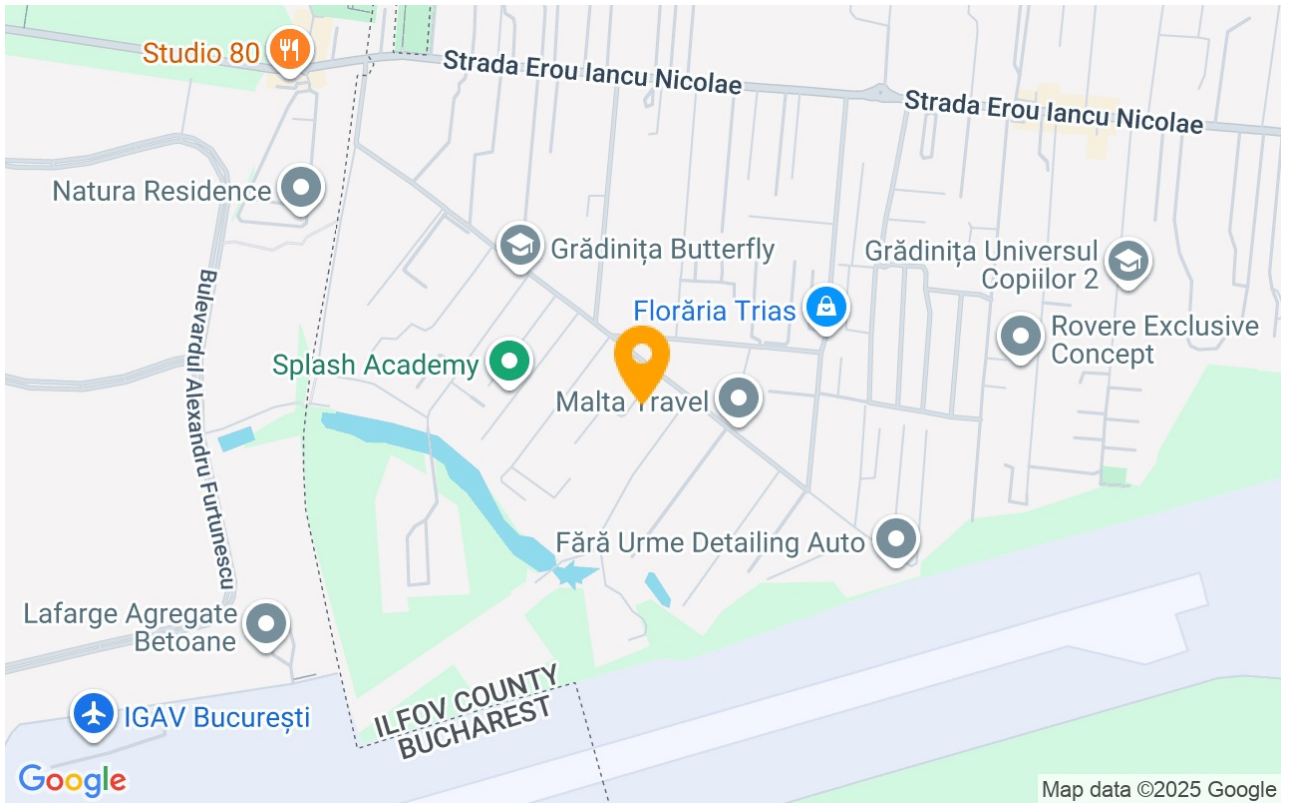 Studio 80
Strada Erou Iancu Nicolae
Strada Erou Iancu Nicolae
Natura Residence
Grădinița Butterfly
Grădinița Universul
Copiilor 2
Bulevardul Alexandru Furtunescu
Florăria Trias
Rovere Exclusive
Concept
Splash Academy
Malta Travel
Fără Urme Detailing Auto
Lafarge Agregate
Betoane
ILFOV COUNTY
BUCHAREST
IGAV București
Google
Map data ©2025 Google